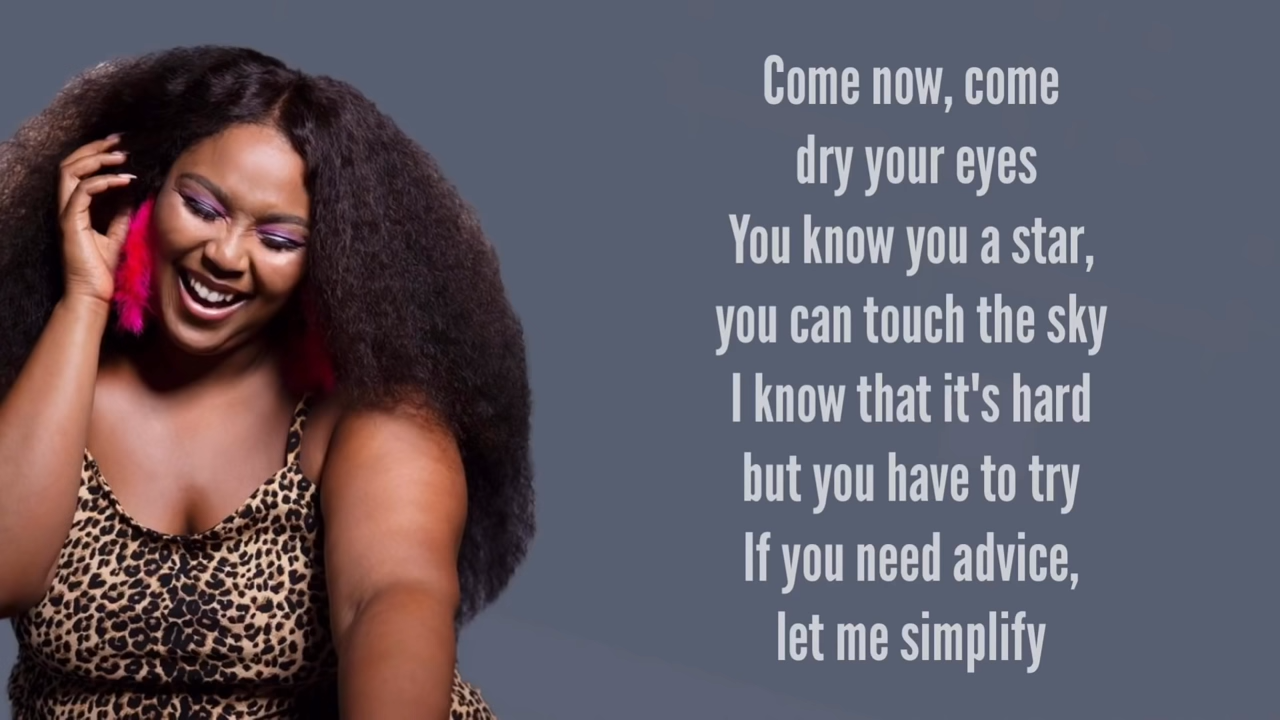 Come now, come
dry your eyes
You know you a star,
you can touch the sky
I know that it's hard
but you have to try
If you need advice,
let me simplify